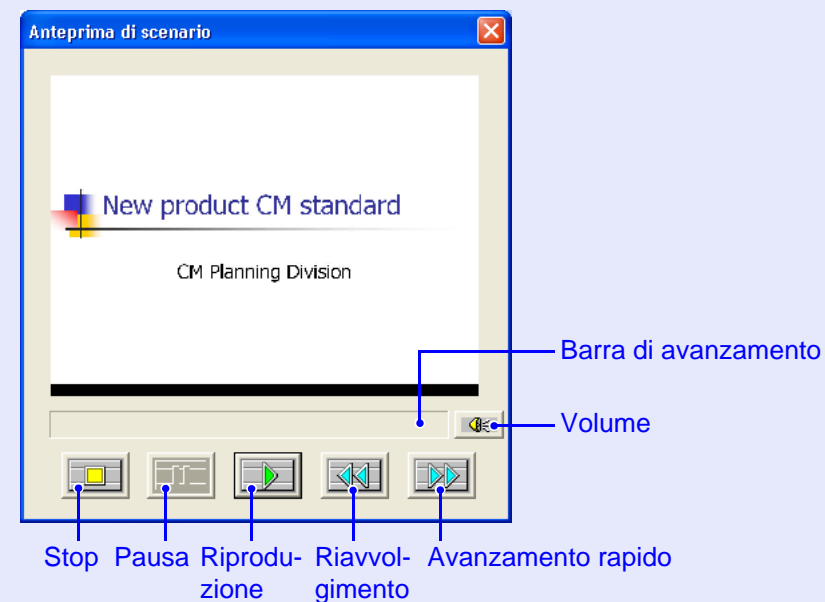 Anteprima di scenario
New product CM standard
CM Planning Division
Barra di avanzamento
Volume
Stop
Pausa
Riprodu-
zione
Riavvol-
gimento
Avanzamento rapido